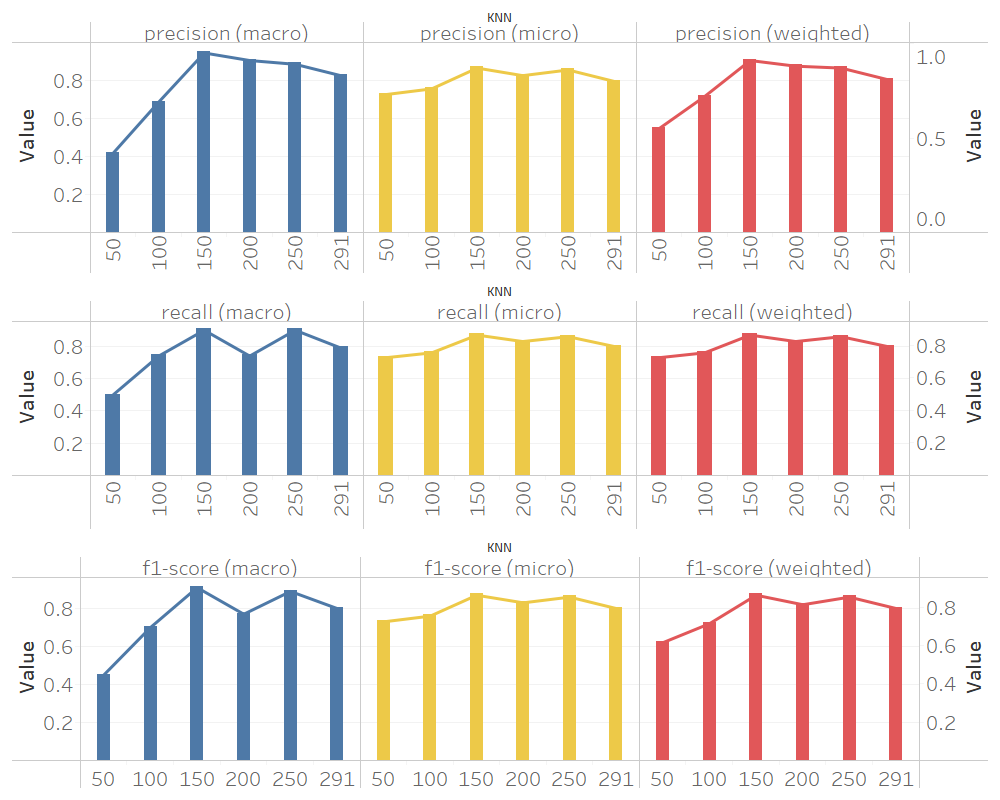 KNN
precision (macro) precision (micro) precision (weighted)
Value 0.8 0.6 0.4 0.2
1.0 0.5 0.0 Value
50 100 150 200 250 291 50 100 150 200 250 291 50 100 150 200 250 291
KNN
recall (macro) recall (micro) recall (weighted)
Value 0.8 0.6 0.4 0.2
0.8 0.6 0.4 0.2 Value
50 100 150 200 250 291 50 100 150 200 250 291 50 100 150 200 250 291
KNN
f1-score (macro) f1-score (micro) f1-score (weighted)
Value 0.8 0.6 0.4 0.2
0.8 0.6 0.4 0.2 Value
50 100 150 200 250 291 50 100 150 200 250 291 50 100 150 200 250 291